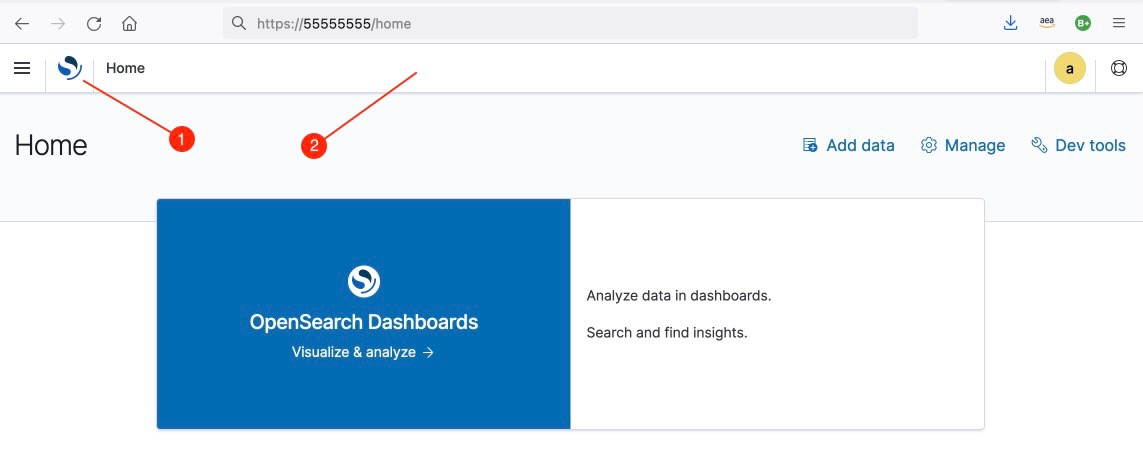 https://55555555/home
aea
B+
Home
a
1
2
Home
Add data
Manage
Dev tools
OpenSearch Dashboards
Visualize & analyze →
Analyze data in dashboards.
Search and find insights.